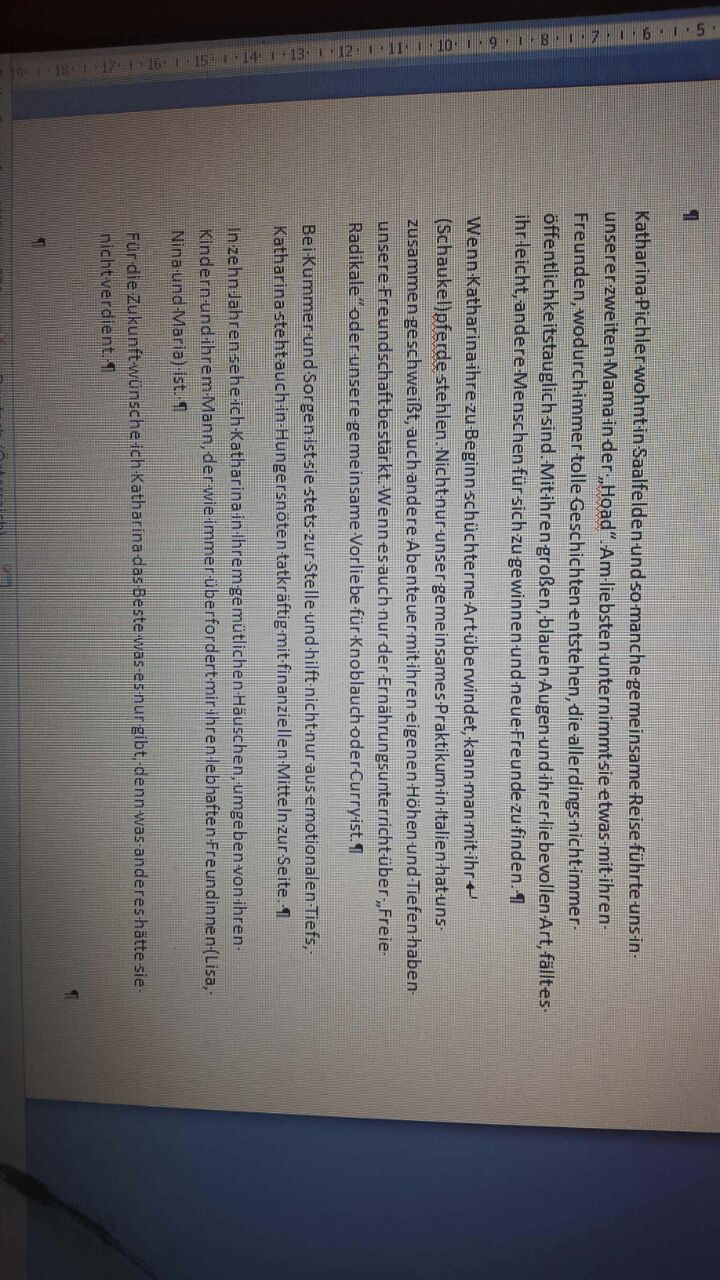 5 · 6 · 7 · 8 · 9 · 10 · 11 · 12 · 13 · 14 · 15 · 16 · 17 · 18 · 19
¶
Katharina·Pichler·wohnt·in·Saalfelden·und·so·manche·gemeinsame·Reise·führte·uns·in·
unserer·zweiten·Mama·in·der·„Hoad“.·Am·liebsten·unternimmt·sie·etwas·mit·ihren·
Freunden,·wodurch·immer·tolle·Geschichten·entstehen,·die·allerdings·nicht·immer·
öffentlichkeitstauglich·sind.·Mit·ihren·großen,·blauen·Augen·und·ihrer·liebevollen·Art,·fällt·es·
ihr·leicht,·andere·Menschen·für·sich·zu·gewinnen·und·neue·Freunde·zu·finden.·¶
Wenn·Katharina·ihre·zu·Beginn·schüchterne·Art·überwindet,·kann·man·mit·ihr·↵
(Schaukel)pferde·stehlen.·Nicht·nur·unser·gemeinsames·Praktikum·in·Italien·hat·uns·
zusammen·geschweißt,·auch·andere·Abenteuer·mit·ihren·eigenen·Höhen·und·Tiefen·haben·
unsere·Freundschaft·bestärkt.·Wenn·es·auch·nur·der·Ernährungsunterricht·über·„Freie·
Radikale“·oder·unsere·gemeinsame·Vorliebe·für·Knoblauch·oder·Curry·ist.¶
Bei·Kummer·und·Sorgen·ist·sie·stets·zur·Stelle·und·hilft·nicht·nur·aus·emotionalen·Tiefs,·
Katharina·steht·auch·in·Hungersnöten·tatkräftig·mit·finanziellen·Mitteln·zur·Seite.·¶
In·zehn·Jahren·sehe·ich·Katharina·in·Ihrem·gemütlichen·Häuschen,·umgeben·von·ihren·
Kindern·und·ihrem·Mann,·der·wie·immer·überfordert·mir·ihren·lebhaften·Freundinnen·(Lisa,·
Nina·und·Maria)·ist.·¶
Für·die·Zukunft·wünsche·ich·Katharina·das·Beste·was·es·nur·gibt,·denn·was·anderes·hätte·sie·
nicht·verdient.·¶
¶
¶